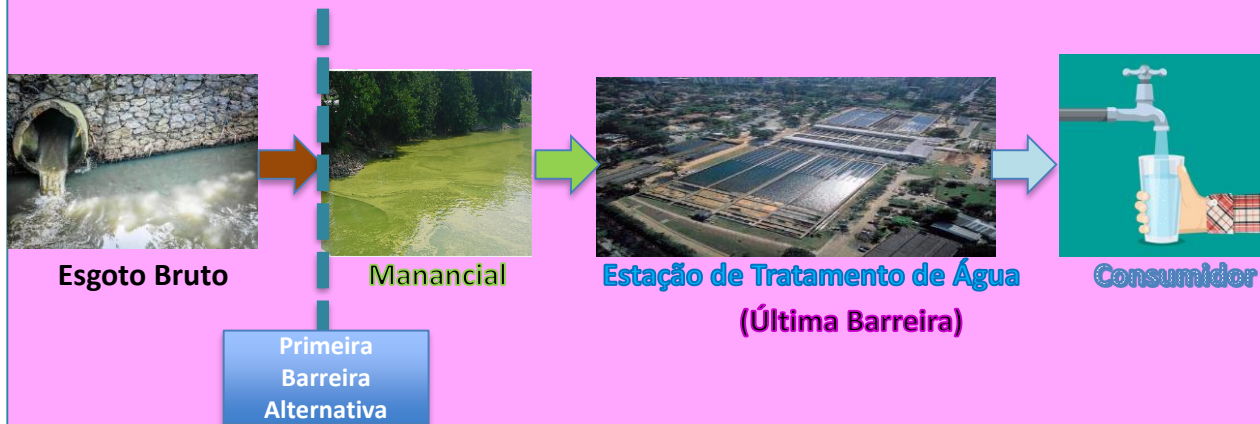 Esgoto Bruto
Manancial
Estação de Tratamento de Água
(Última Barreira)
Consumidor
Primeira
Barreira
Alternativa